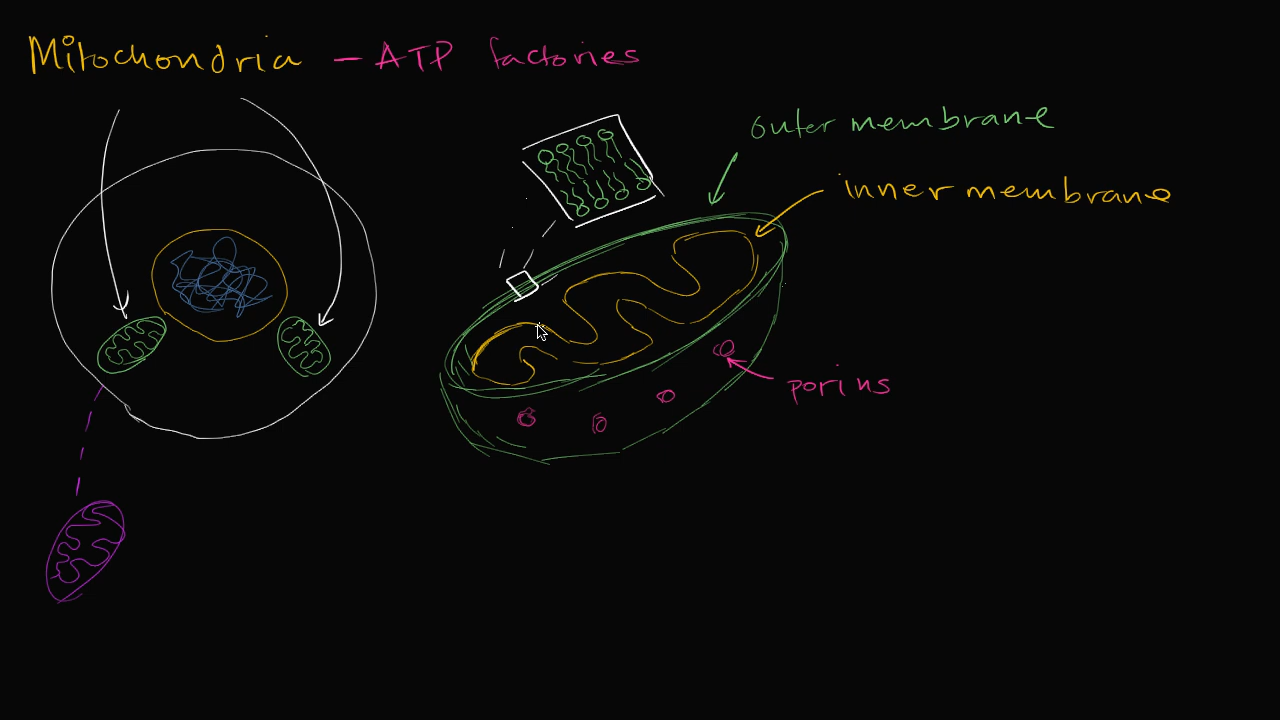 Mitochondria - ATP factories
outer membrane
inner membrane
porins